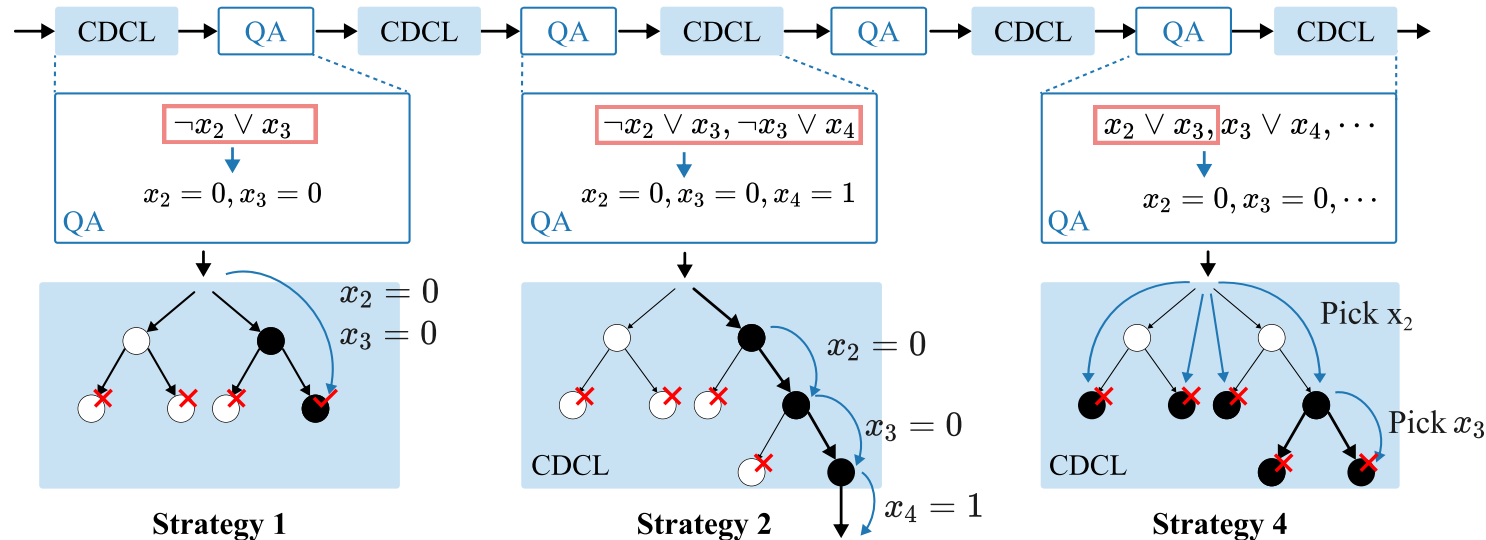 CDCL QA CDCL QA CDCL QA CDCL QA CDCL
¬x₂ ∨ x₃
x₂ = 0, x₃ = 0
QA
¬x₂ ∨ x₃, ¬x₃ ∨ x₄
x₂ = 0, x₃ = 0, x₄ = 1
QA
x₂ ∨ x₃, x₃ ∨ x₄, ⋯
x₂ = 0, x₃ = 0, ⋯
QA
x₂ = 0
x₃ = 0
x₂ = 0
x₃ = 0
CDCL
x₄ = 1
Pick x₂
Pick x₃
CDCL
Strategy 1
Strategy 2
Strategy 4